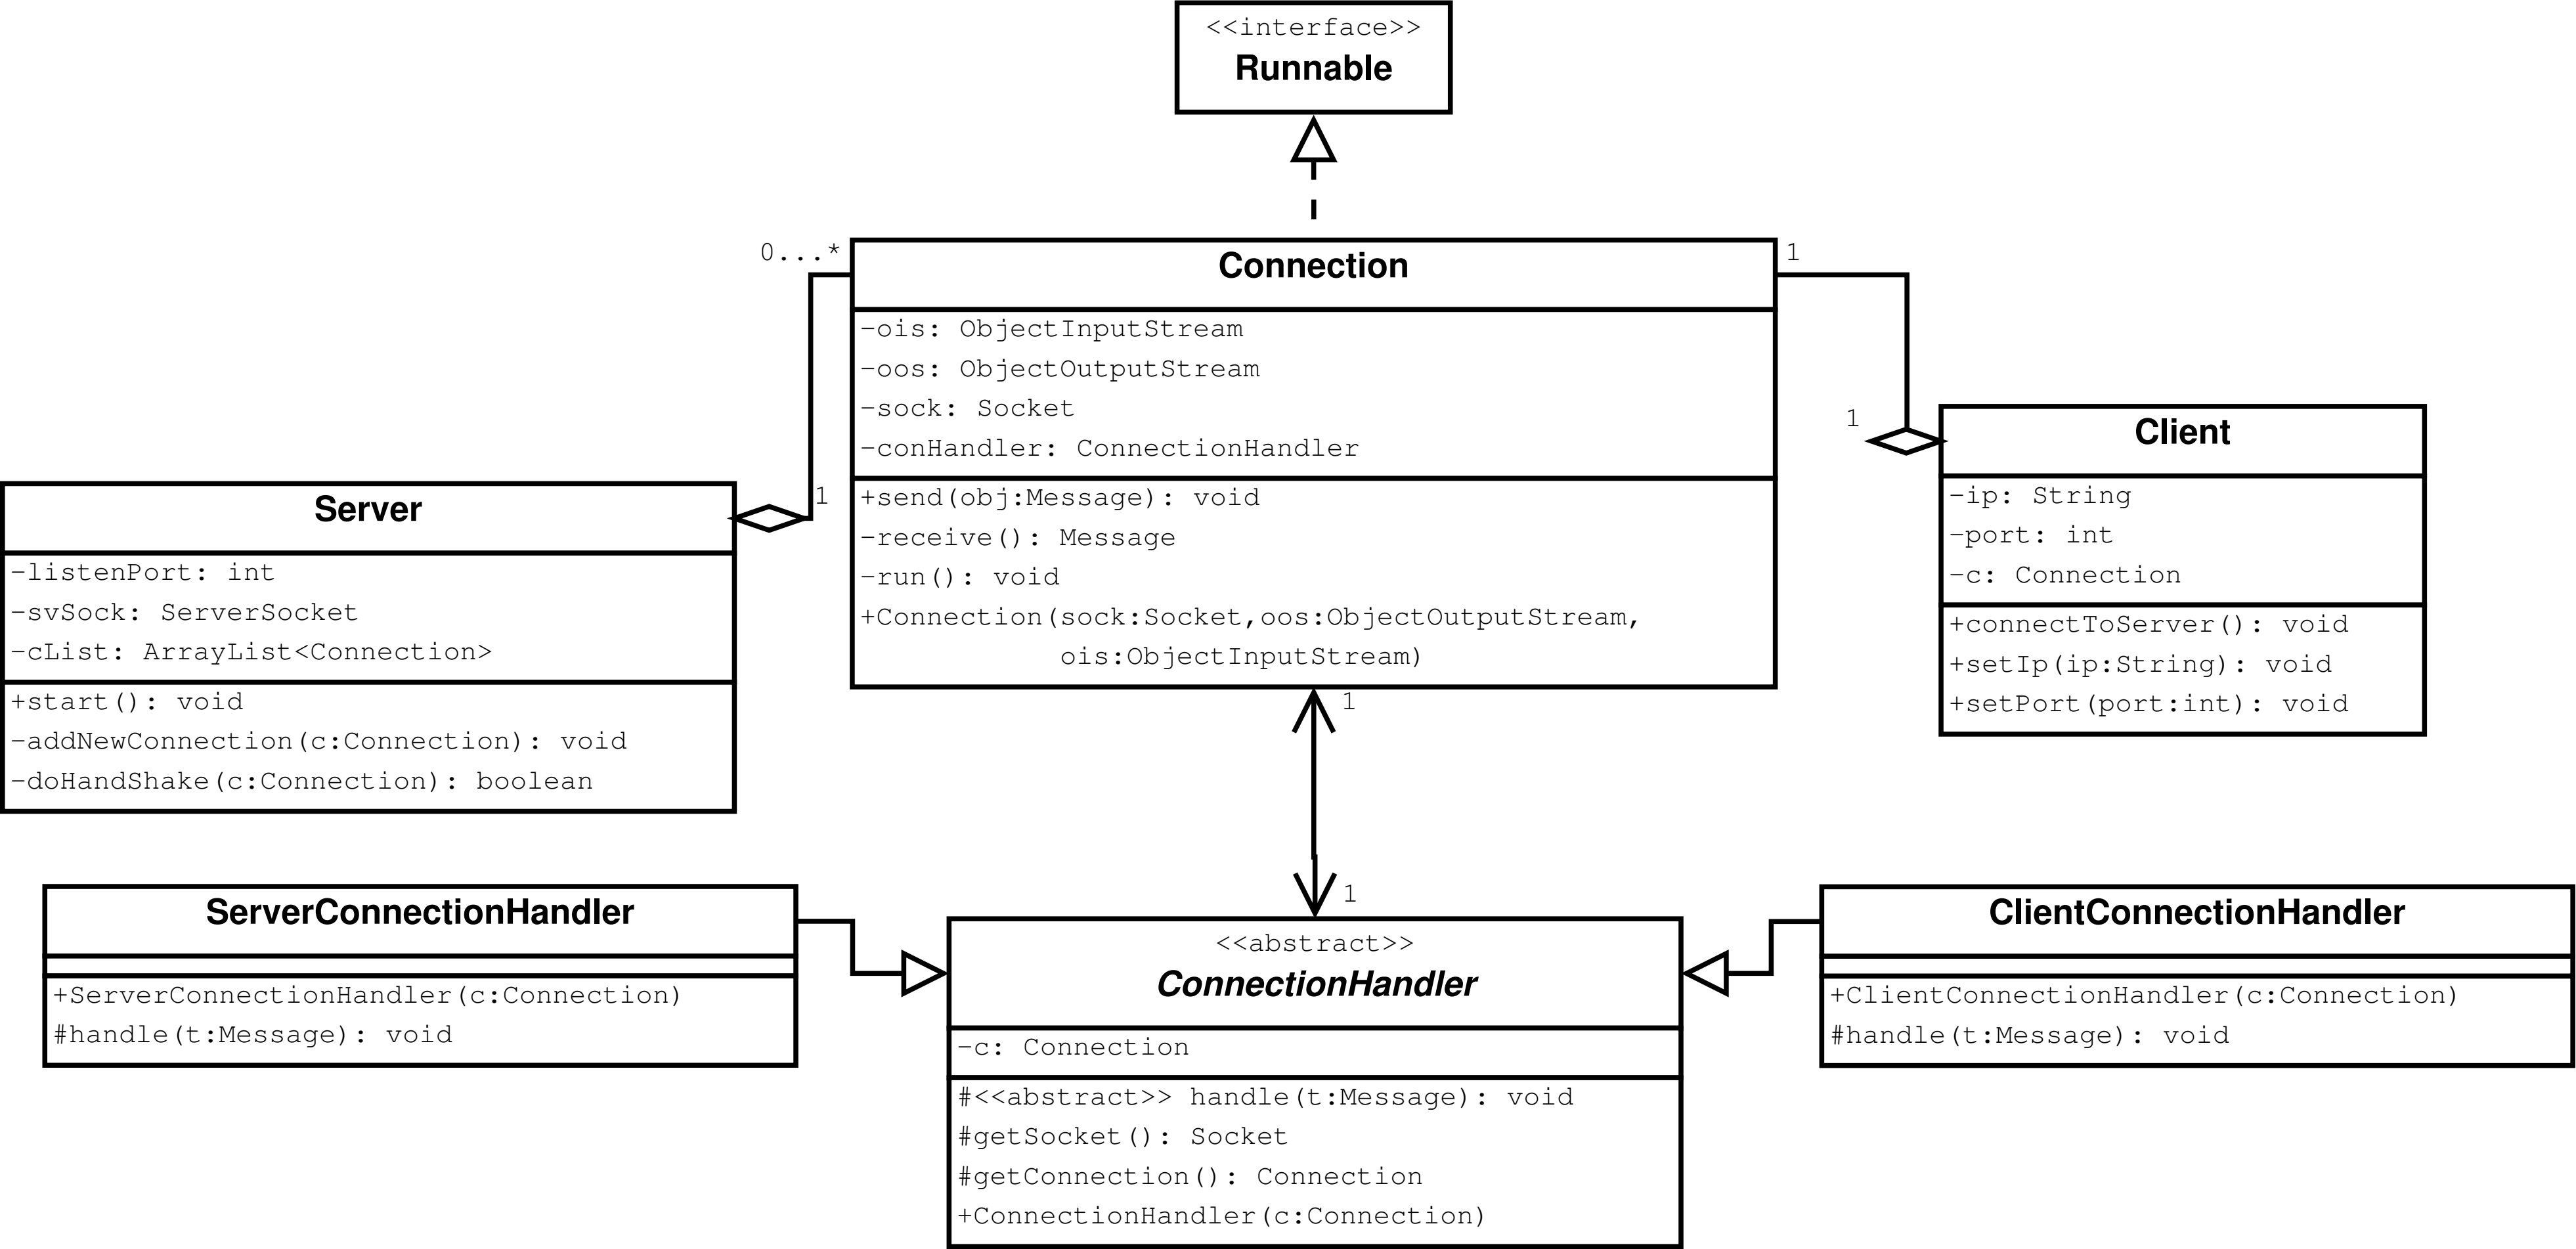 <<interface>>
Runnable
0...*
Connection
1
-ois: ObjectInputStream
-oos: ObjectOutputStream
-sock: Socket
-conHandler: ConnectionHandler
+send(obj:Message): void
-receive(): Message
-run(): void
+Connection(sock:Socket,oos:ObjectOutputStream,
ois:ObjectInputStream)
1
Server
1
-listenPort: int
-svSock: ServerSocket
-cList: ArrayList<Connection>
+start(): void
-addNewConnection(c:Connection): void
-doHandShake(c:Connection): boolean
1
Client
-ip: String
-port: int
-c: Connection
+connectToServer(): void
+setIp(ip:String): void
+setPort(port:int): void
ServerConnectionHandler
+ServerConnectionHandler(c:Connection)
#handle(t:Message): void
1
<<abstract>>
ConnectionHandler
-c: Connection
#<<abstract>> handle(t:Message): void
#getSocket(): Socket
#getConnection(): Connection
+ConnectionHandler(c:Connection)
ClientConnectionHandler
+ClientConnectionHandler(c:Connection)
#handle(t:Message): void